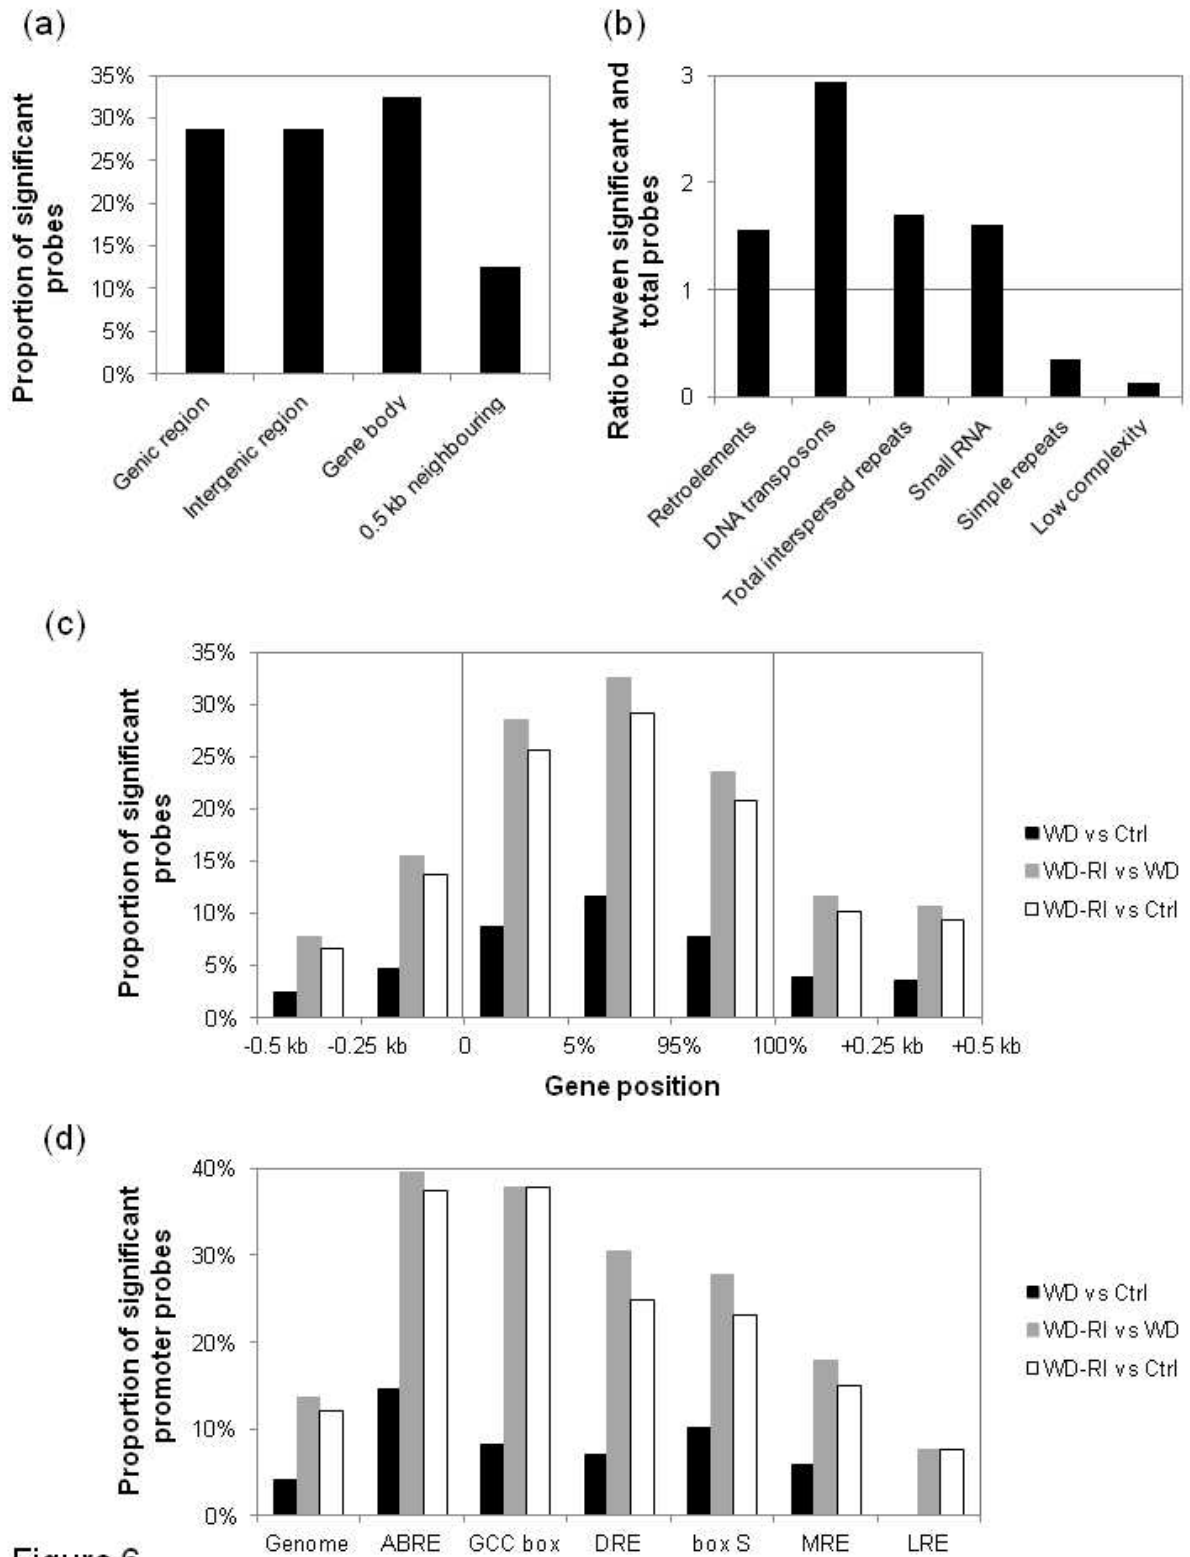 (a)
Proportion of significant
probes
35%
30%
25%
20%
15%
10%
5%
0%
Genic region
Intergenic region
Gene body
0.5 kb neighbouring
(b)
Ratio between significant and
total probes
3
2
1
0
Retroelements
DNA transposons
Total interspersed repeats
Small RNA
Simple repeats
Low complexity
(c)
Proportion of significant
probes
35%
30%
25%
20%
15%
10%
5%
0%
-0.5 kb -0.25 kb 0 5% 95% 100% +0.25 kb +0.5 kb
Gene position
WD vs Ctrl
WD-RI vs WD
WD-RI vs Ctrl
(d)
Proportion of significant
promoter probes
40%
30%
20%
10%
0%
Genome ABRE GCC box DRE box S MRE LRE
WD vs Ctrl
WD-RI vs WD
WD-RI vs Ctrl
Figure 6